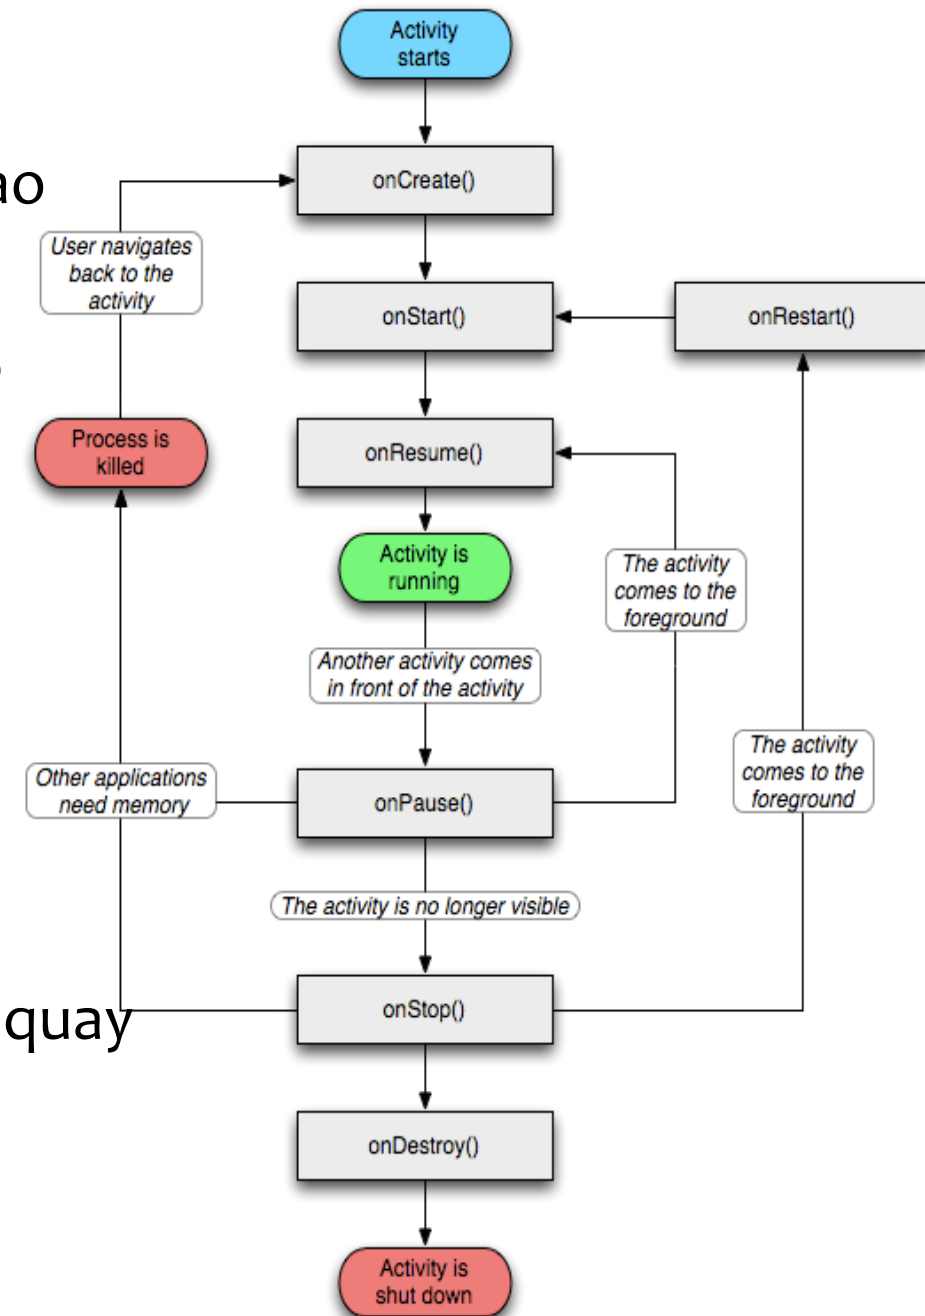 Activity
starts
ao
onCreate()
User navigates
back to the
activity
onStart()
onRestart()
Process is
killed
onResume()
Activity is
running
The activity
comes to the
foreground
Another activity comes
in front of the activity
The activity
comes to the
foreground
Other applications
need memory
onPause()
The activity is no longer visible
onStop()
quay
onDestroy()
Activity is
shut down